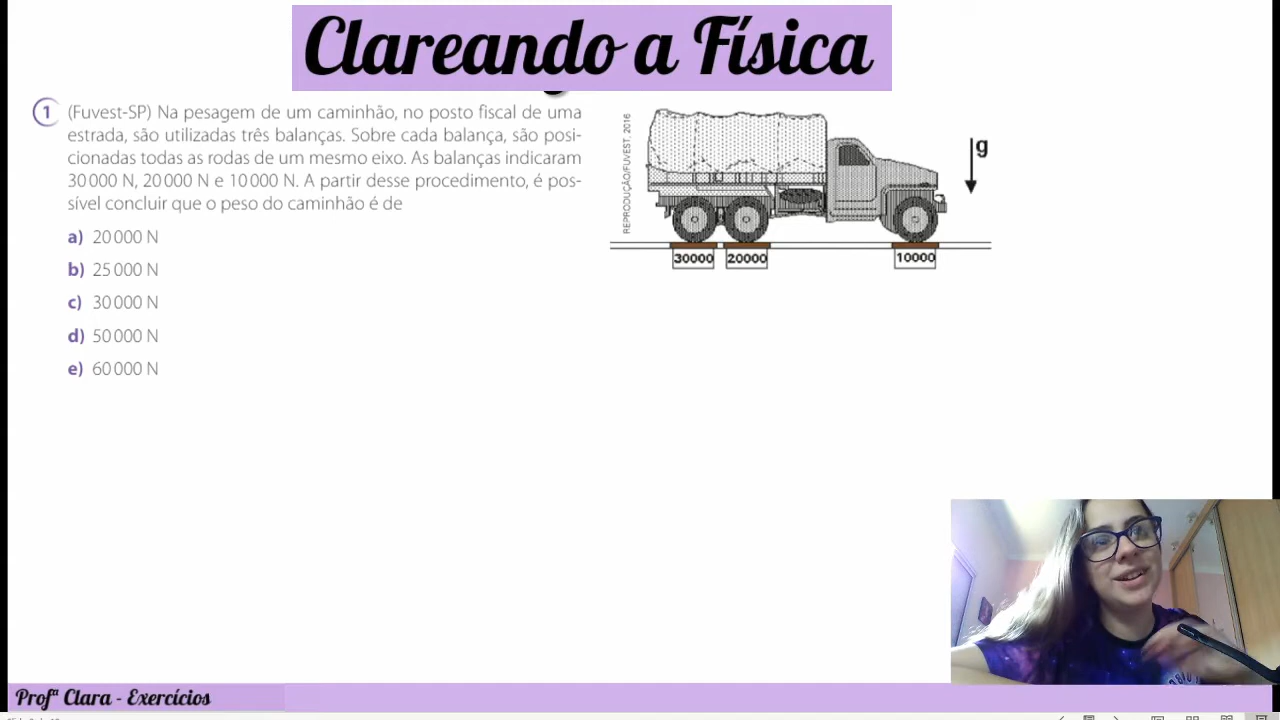 Clareando a Física
1 (Fuvest-SP) Na pesagem de um caminhão, no posto fiscal de uma
estrada, são utilizadas três balanças. Sobre cada balança, são posi-
cionadas todas as rodas de um mesmo eixo. As balanças indicaram
30 000 N, 20 000 N e 10 000 N. A partir desse procedimento, é pos-
sível concluir que o peso do caminhão é de
a) 20 000 N
b) 25 000 N
c) 30 000 N
d) 50 000 N
e) 60 000 N
REPRODUÇÃO/FUVEST, 2016
g
30000 20000 10000
Profª Clara - Exercícios